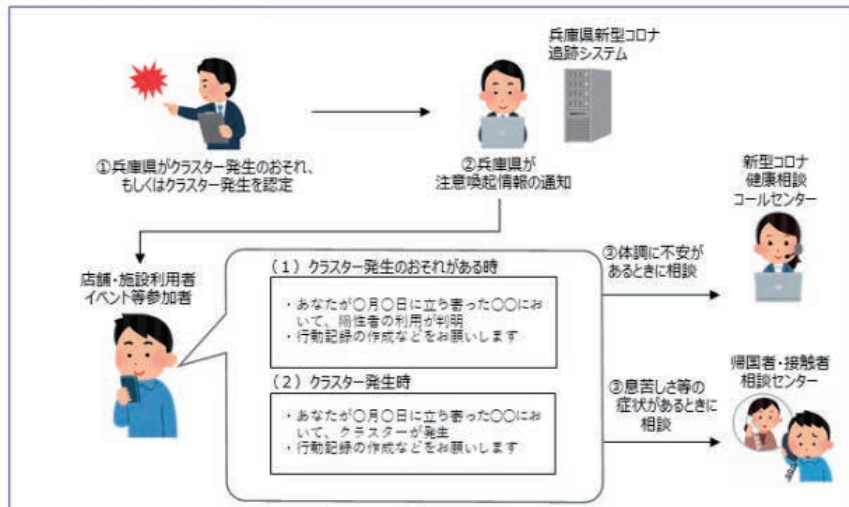 兵庫県新型コロナ
追跡システム
①兵庫県がクラスター発生のおそれ、
もしくはクラスター発生を認定
②兵庫県が
注意喚起情報の通知
新型コロナ
健康相談
コールセンター
店舗・施設利用者
イベント等参加者
(1) クラスター発生のおそれがある時
・あなたが〇月〇日に立ち寄った〇〇にお
いて、陽性者の利用が判明
・行動記録の作成などをお願いします
③体調に不安が
あるときに相談
(2) クラスター発生時
・あなたが〇月〇日に立ち寄った〇〇にお
いて、クラスターが発生
・行動記録の作成などをお願いします
③息苦しさ等の
症状があるときに
相談
帰国者・接触者
相談センター